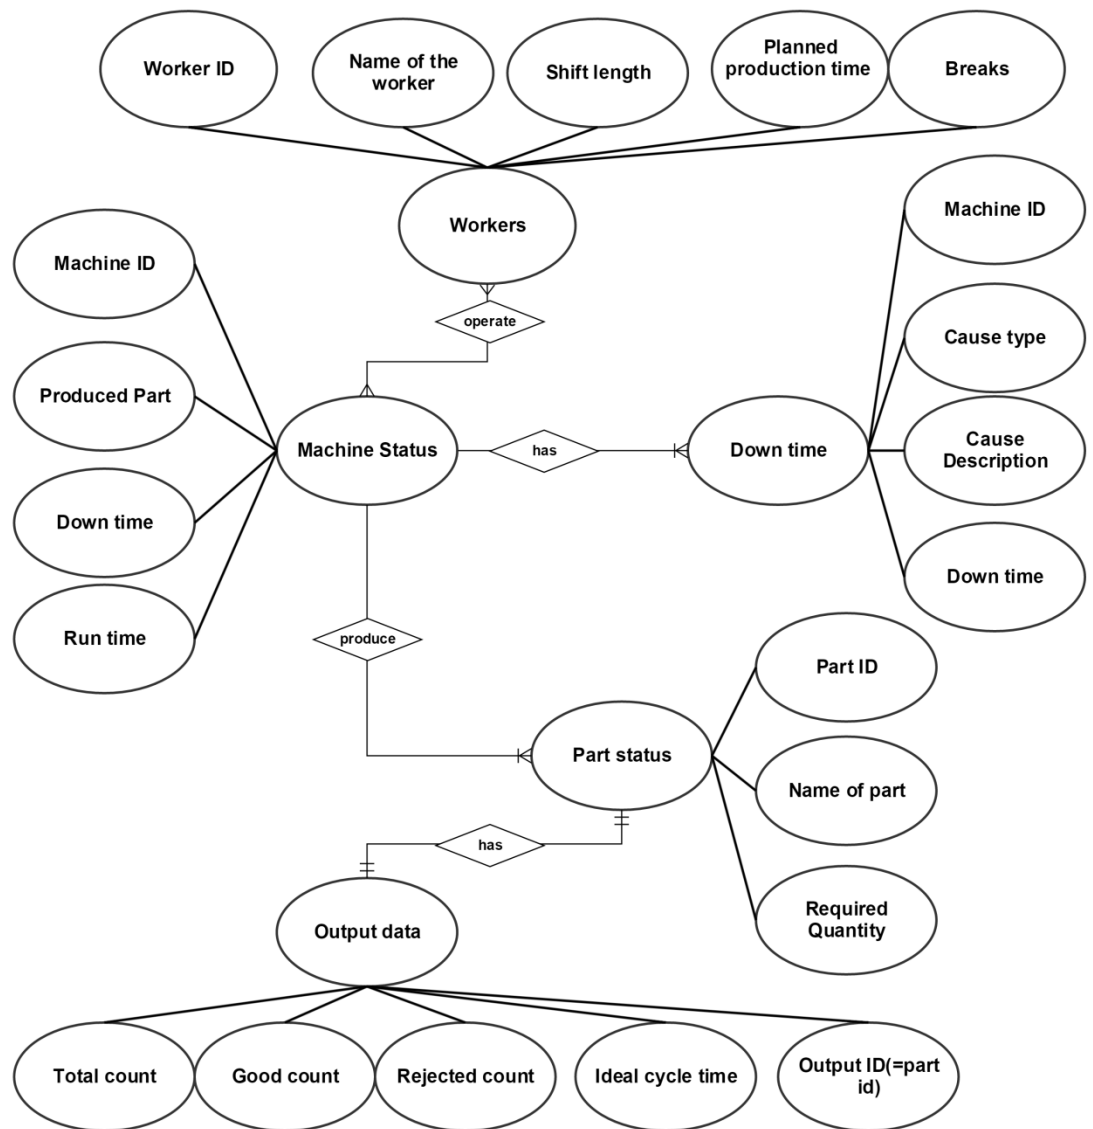 Worker ID
Name of the
worker
Shift length
Planned
production time
Breaks
Workers
Machine ID
Machine ID
operate
Cause type
Produced Part
Machine Status
has
Down time
Cause
Description
Down time
Down time
Run time
produce
Part ID
Part status
Name of part
has
Required
Quantity
Output data
Total count
Good count
Rejected count
Ideal cycle time
Output ID(=part
id)